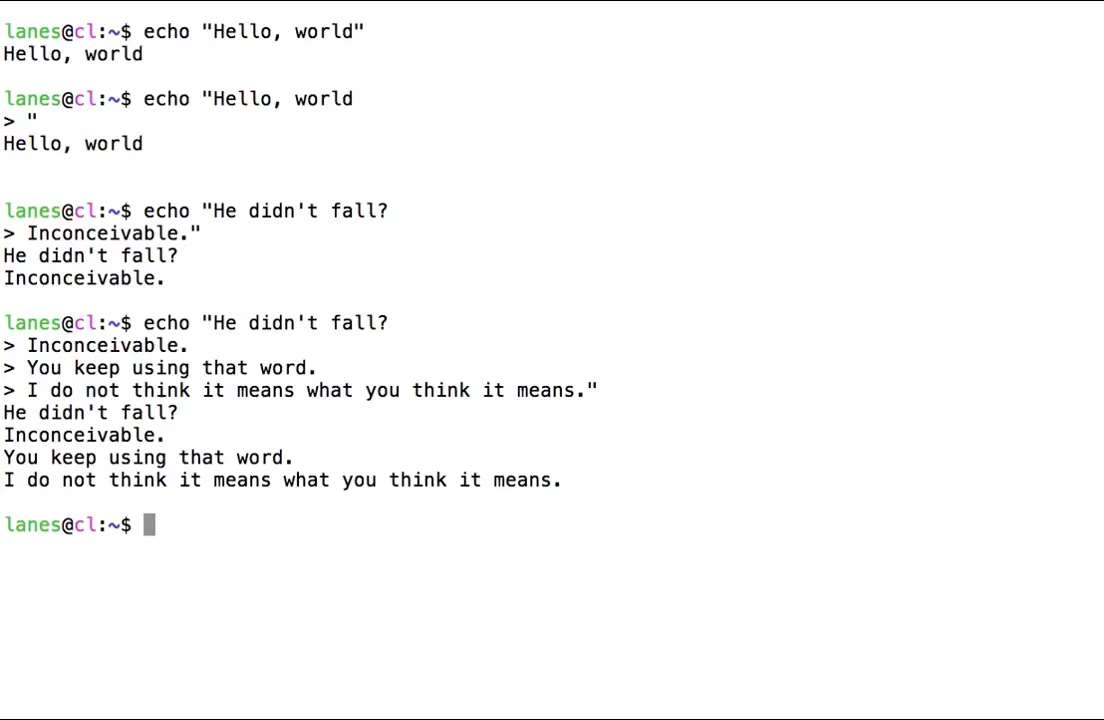 lanes@cl:~$ echo "Hello, world"
Hello, world
lanes@cl:~$ echo "Hello, world
> "
Hello, world
lanes@cl:~$ echo "He didn't fall?
> Inconceivable."
He didn't fall?
Inconceivable.
lanes@cl:~$ echo "He didn't fall?
> Inconceivable.
> You keep using that word.
> I do not think it means what you think it means."
He didn't fall?
Inconceivable.
You keep using that word.
I do not think it means what you think it means.
lanes@cl:~$